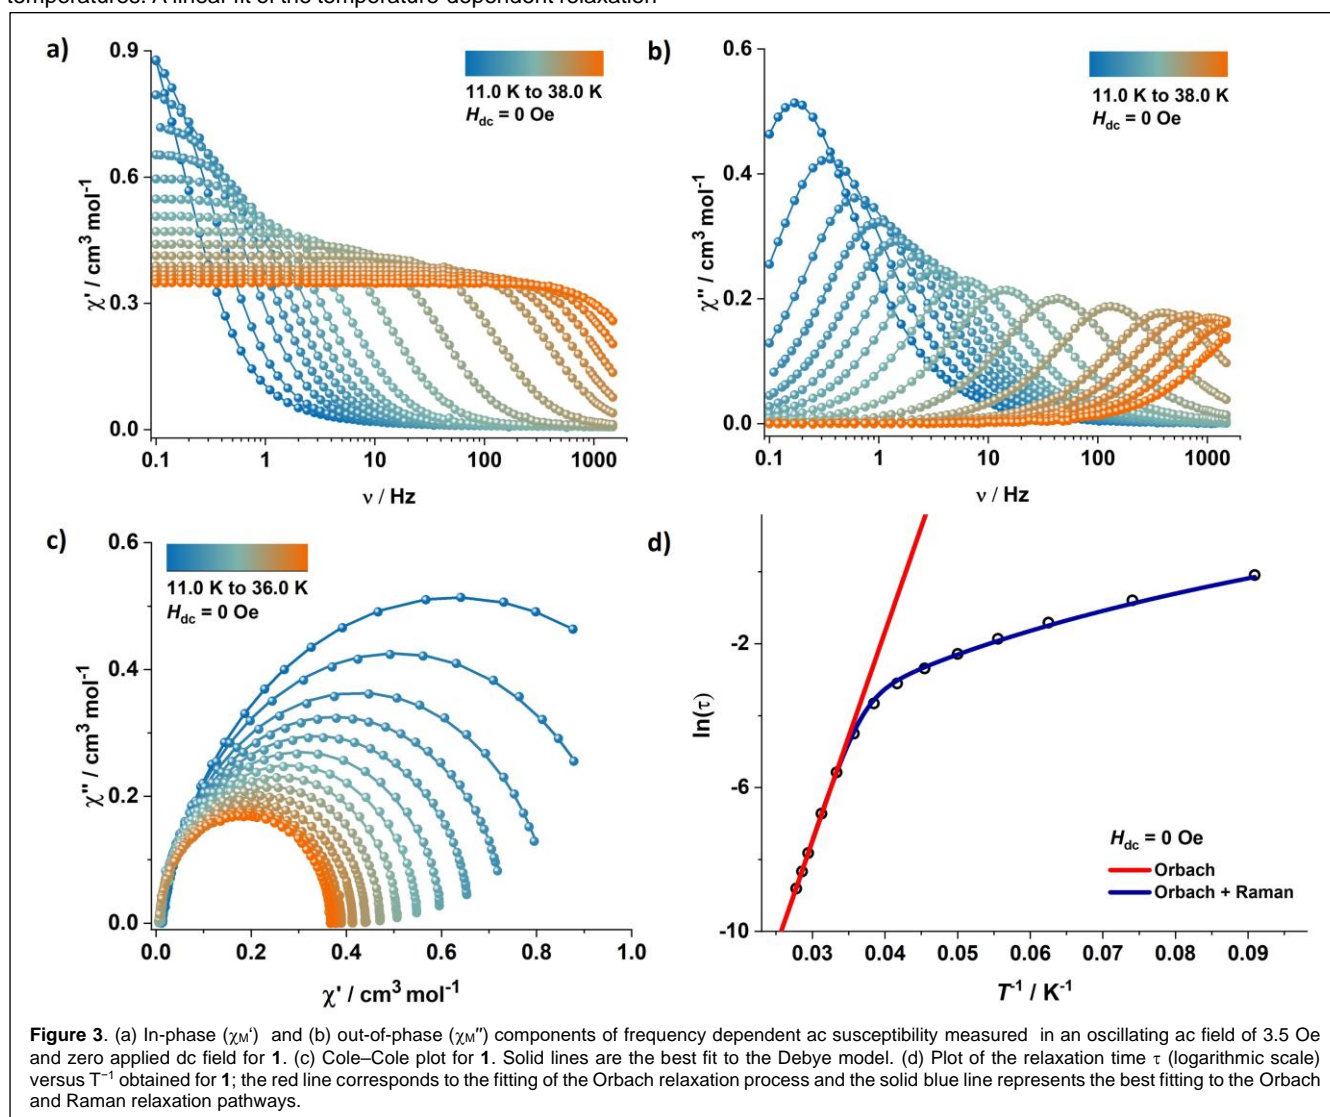 temperatures. A linear fit of the temperature-dependent relaxation
a)
0.9
0.6
0.3
0.0
χ' / cm³ mol⁻¹
11.0 K to 38.0 K
H_dc = 0 Oe
0.1 1 10 100 1000
ν / Hz
b)
0.6
0.4
0.2
0.0
χ'' / cm³ mol⁻¹
11.0 K to 38.0 K
H_dc = 0 Oe
0.1 1 10 100 1000
ν / Hz
c)
0.6
0.4
0.2
0.0
χ'' / cm³ mol⁻¹
11.0 K to 36.0 K
H_dc = 0 Oe
0.0 0.2 0.4 0.6 0.8 1.0
χ' / cm³ mol⁻¹
d)
-2
-6
-10
ln(τ)
H_dc = 0 Oe
Orbach
Orbach + Raman
0.03 0.04 0.05 0.06 0.07 0.08 0.09
T⁻¹ / K⁻¹
Figure 3. (a) In-phase (χM‘) and (b) out-of-phase (χM″) components of frequency dependent ac susceptibility measured in an oscillating ac field of 3.5 Oe
and zero applied dc field for 1. (c) Cole–Cole plot for 1. Solid lines are the best fit to the Debye model. (d) Plot of the relaxation time τ (logarithmic scale)
versus T⁻¹ obtained for 1; the red line corresponds to the fitting of the Orbach relaxation process and the solid blue line represents the best fitting to the Orbach
and Raman relaxation pathways.